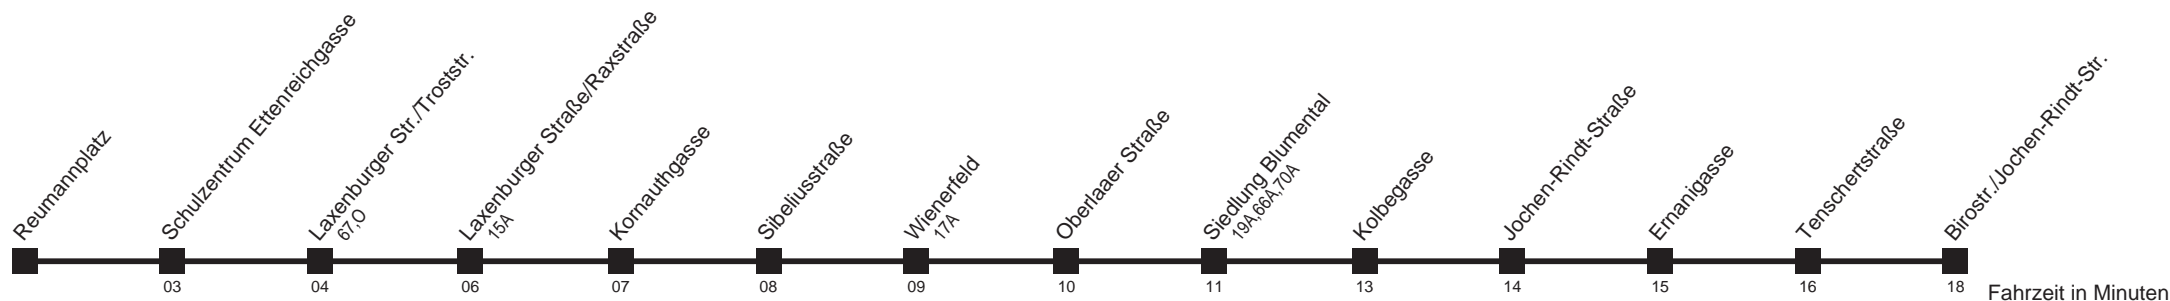 Reumannplatz
Schulzentrum Ettenreichgasse
Laxenburger Str./Troststr.
67,O
Laxenburger Straße/Raxstraße
15A
Kornauthgasse
Sibeliusstraße
Wienerfeld
17A
Oberlaaer Straße
Siedlung Blumental
19A,66A,70A
Kolbegasse
Jochen-Rindt-Straße
Ernanigasse
Tenschertstraße
Birostr./Jochen-Rindt-Str.
03 04 06 07 08 09 10 11 13 14 15 16 18 Fahrzeit in Minuten